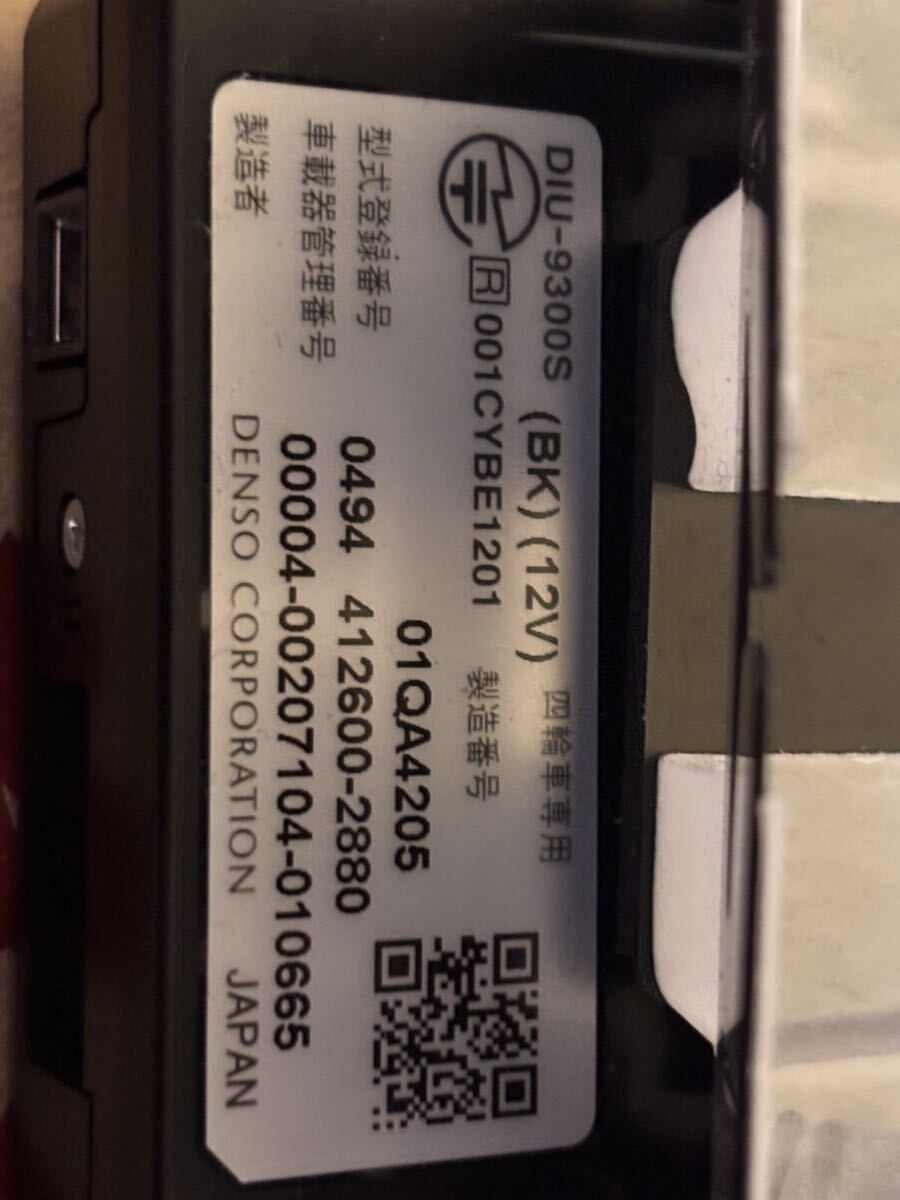 DIU-9300S (BK)(12V) 四輪車専用
R 001CYBE1201 製造番号
01QA4205
型式登録番号 0494 412600-2880
車載器管理番号 00004-00207104-010665
製造者 DENSO CORPORATION JAPAN